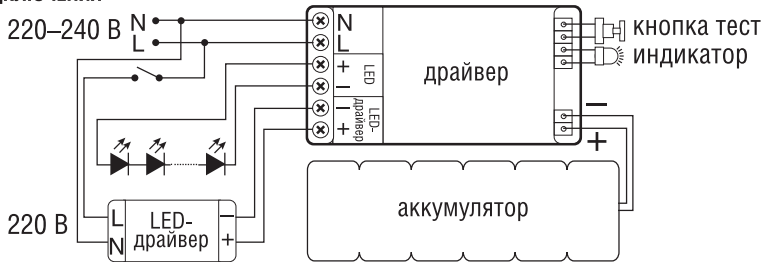 220–240 В N
L
N
L
+ LED
−
− LED-драйвер
+
драйвер
кнопка тест
индикатор
−
+
аккумулятор
220 В
L
N
LED-
драйвер
−
+